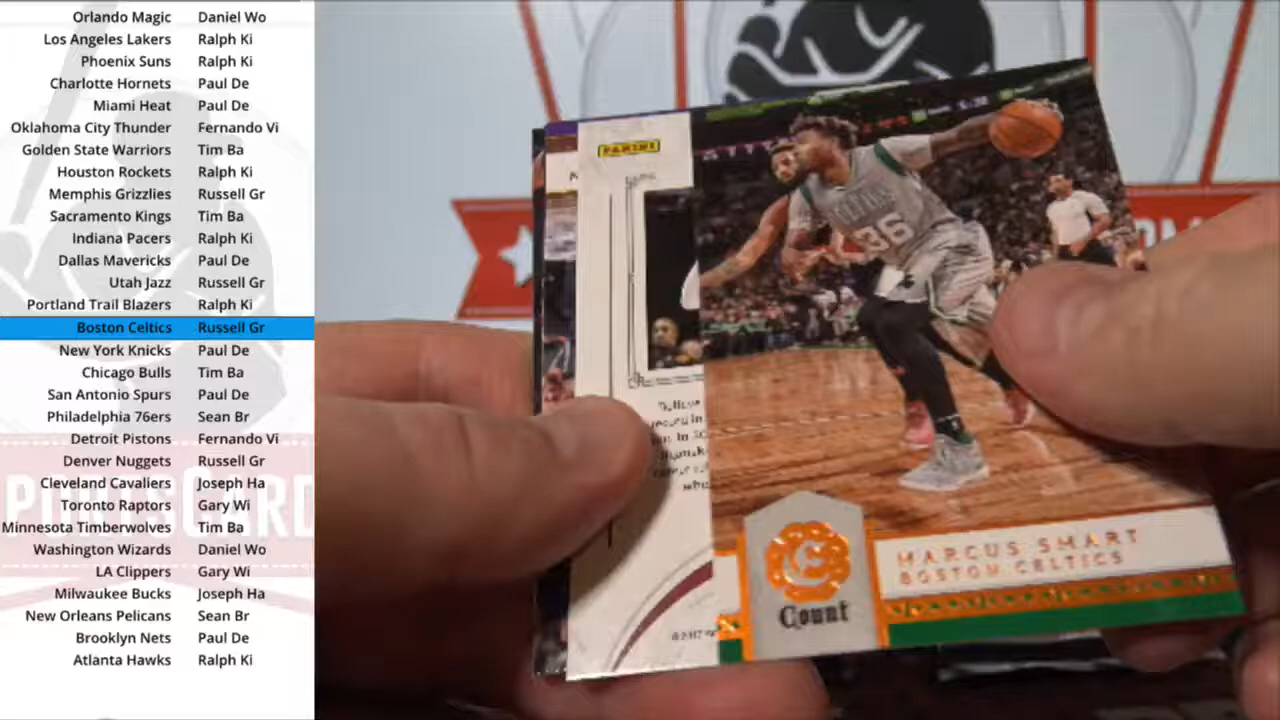 Orlando Magic Daniel Wo
Los Angeles Lakers Ralph Ki
Phoenix Suns Ralph Ki
Charlotte Hornets Paul De
Miami Heat Paul De
Oklahoma City Thunder Fernando Vi
Golden State Warriors Tim Ba
Houston Rockets Ralph Ki
Memphis Grizzlies Russell Gr
Sacramento Kings Tim Ba
Indiana Pacers Ralph Ki
Dallas Mavericks Paul De
Utah Jazz Russell Gr
Portland Trail Blazers Ralph Ki
Boston Celtics Russell Gr
New York Knicks Paul De
Chicago Bulls Tim Ba
San Antonio Spurs Paul De
Philadelphia 76ers Sean Br
Detroit Pistons Fernando Vi
Denver Nuggets Russell Gr
Cleveland Cavaliers Joseph Ha
Toronto Raptors Gary Wi
Minnesota Timberwolves Tim Ba
Washington Wizards Daniel Wo
LA Clippers Gary Wi
Milwaukee Bucks Joseph Ha
New Orleans Pelicans Sean Br
Brooklyn Nets Paul De
Atlanta Hawks Ralph Ki
PANINI
36
MARCUS SMART
BOSTON CELTICS
Count